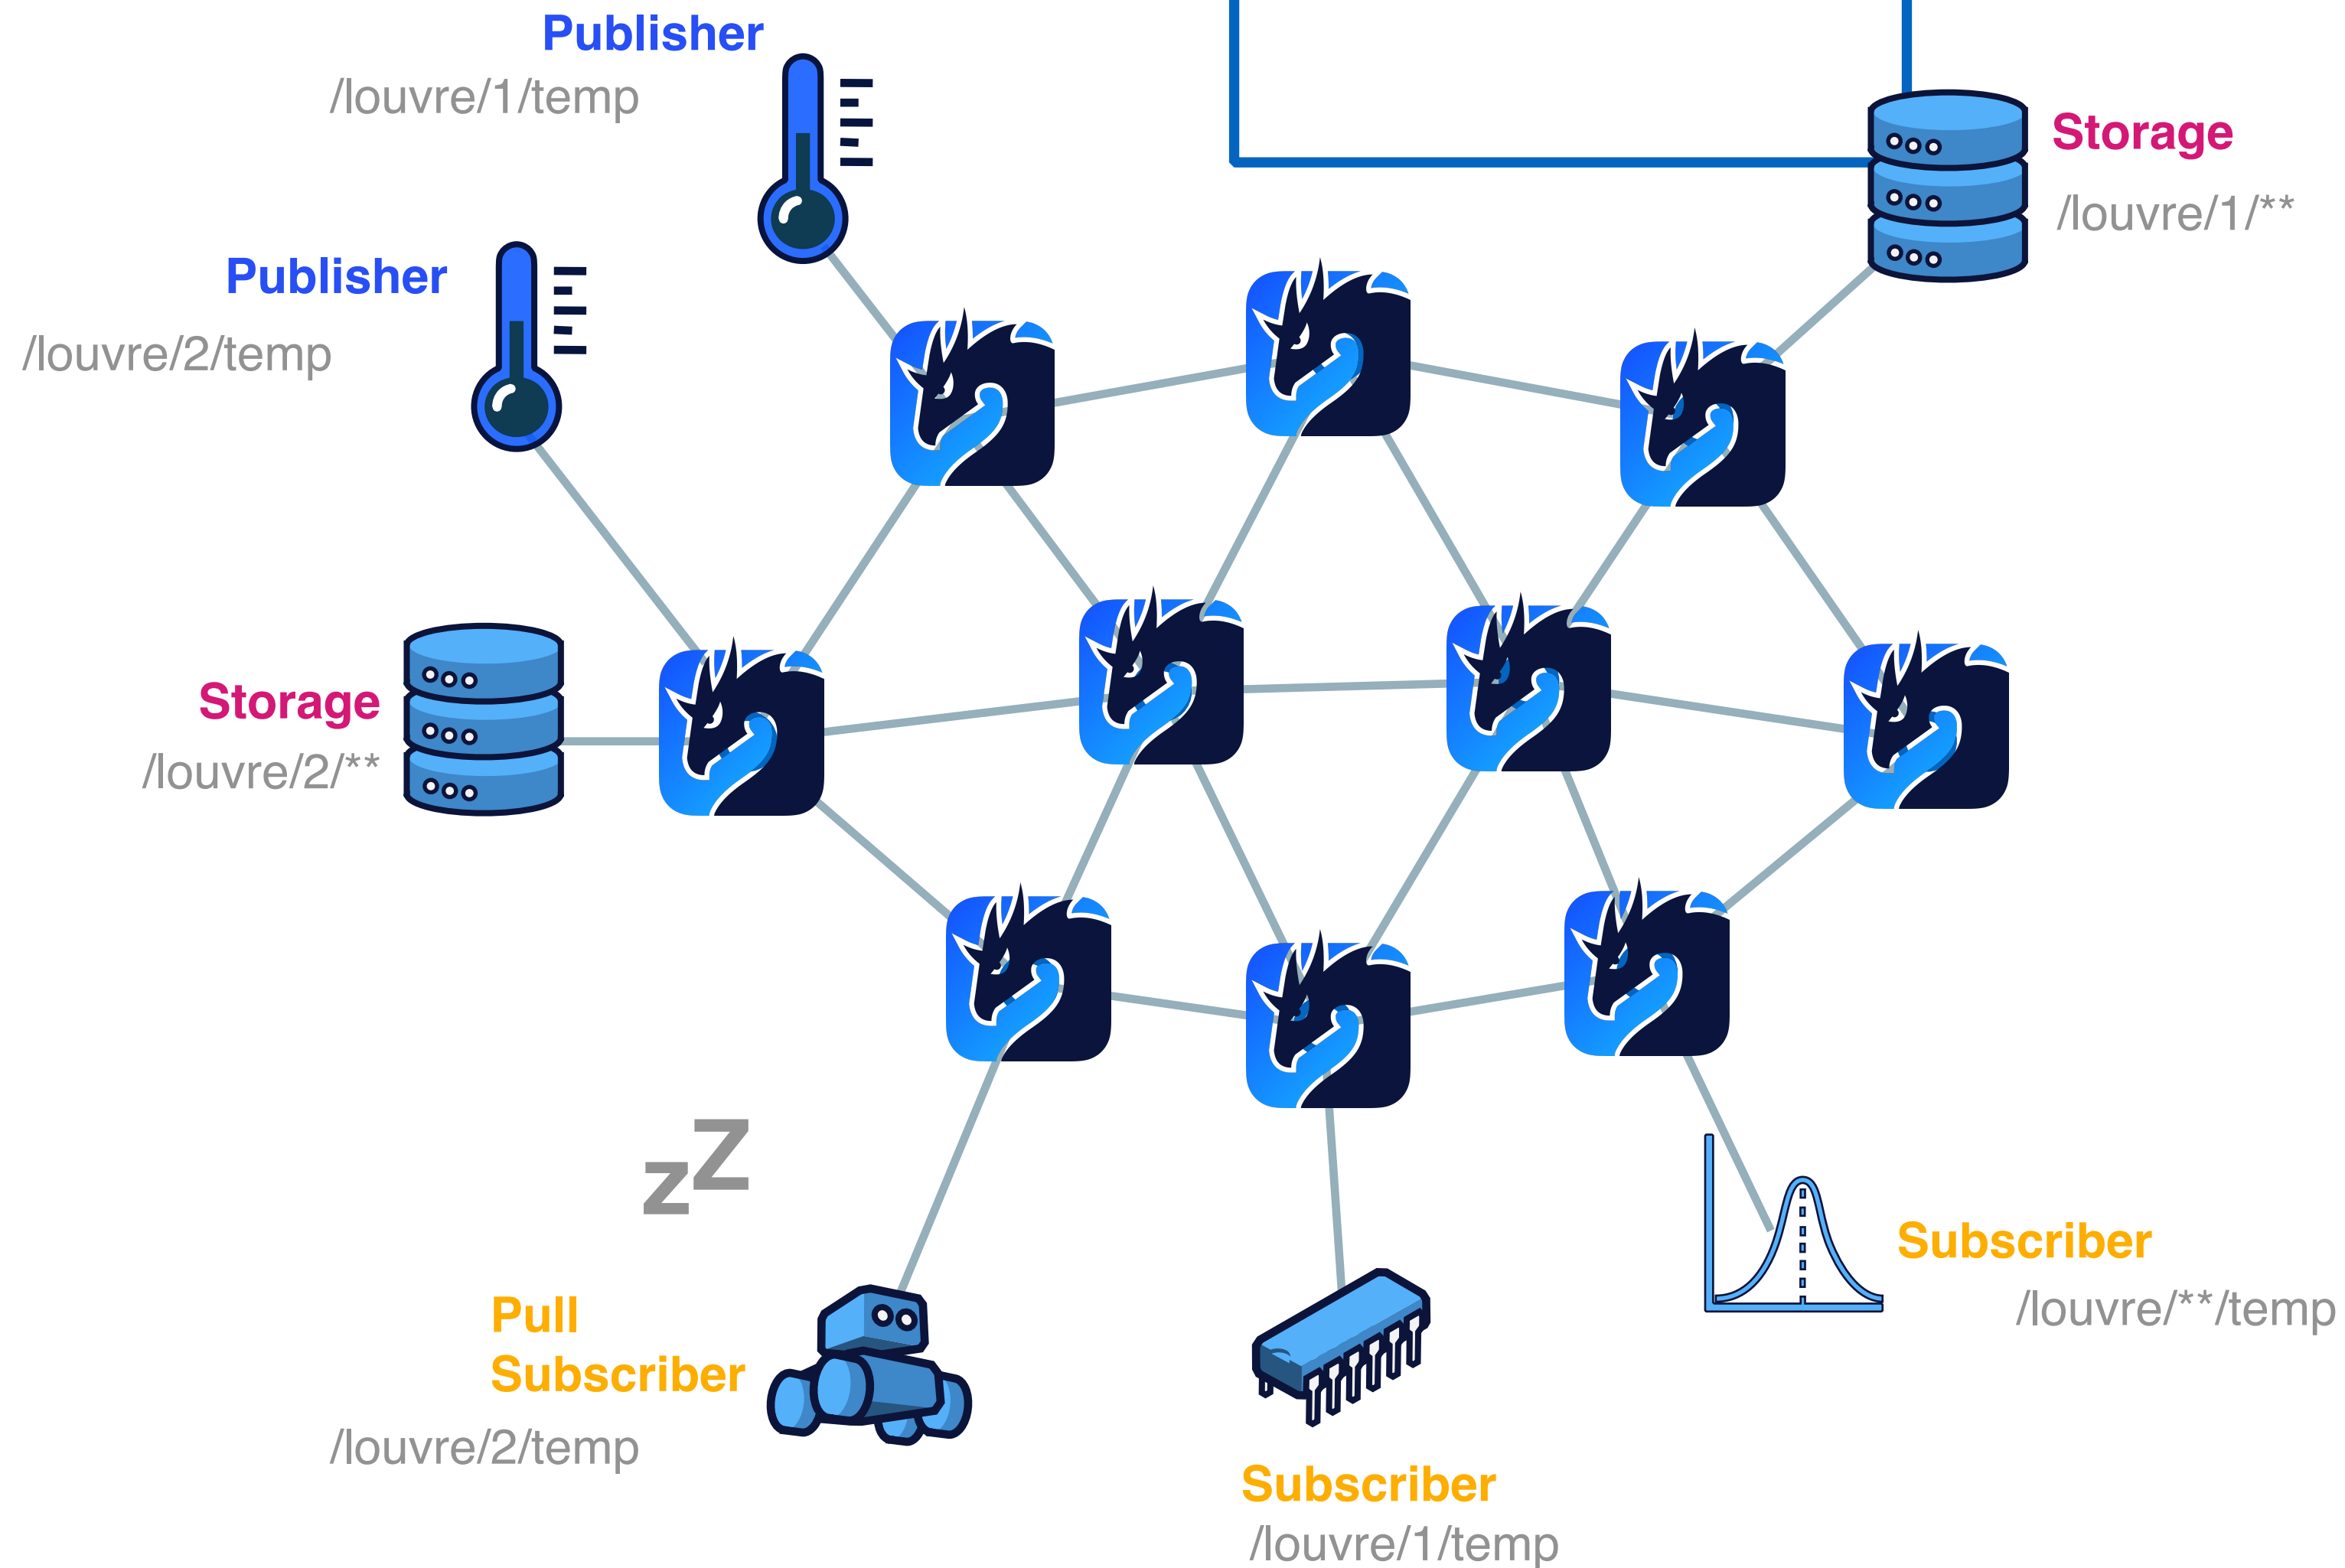 Publisher
/louvre/1/temp
Storage
/louvre/1/**
Publisher
/louvre/2/temp
Storage
/louvre/2/**
zZ
Pull
Subscriber
/louvre/2/temp
Subscriber
/louvre/**/temp
Subscriber
/louvre/1/temp